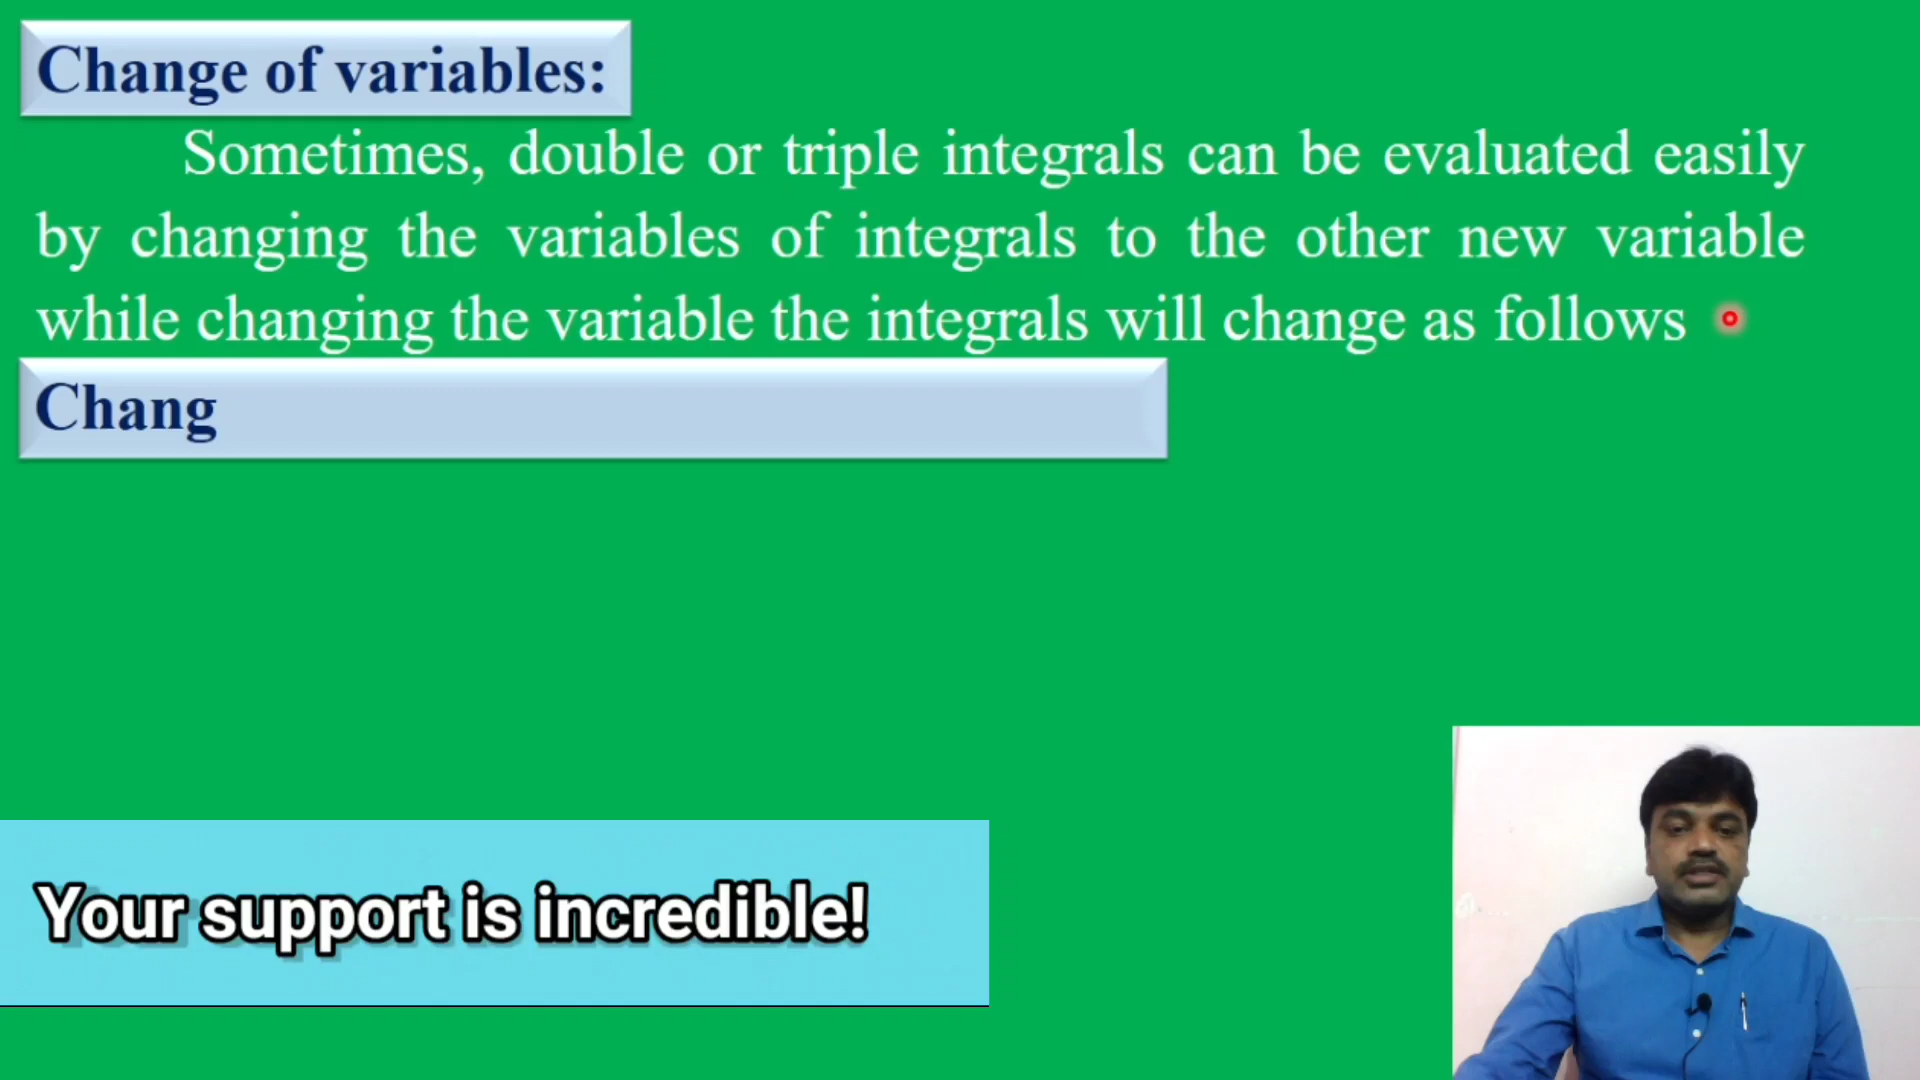 Change of variables:
Sometimes, double or triple integrals can be evaluated easily
by changing the variables of integrals to the other new variable
while changing the variable the integrals will change as follows
Chang
Your support is incredible!